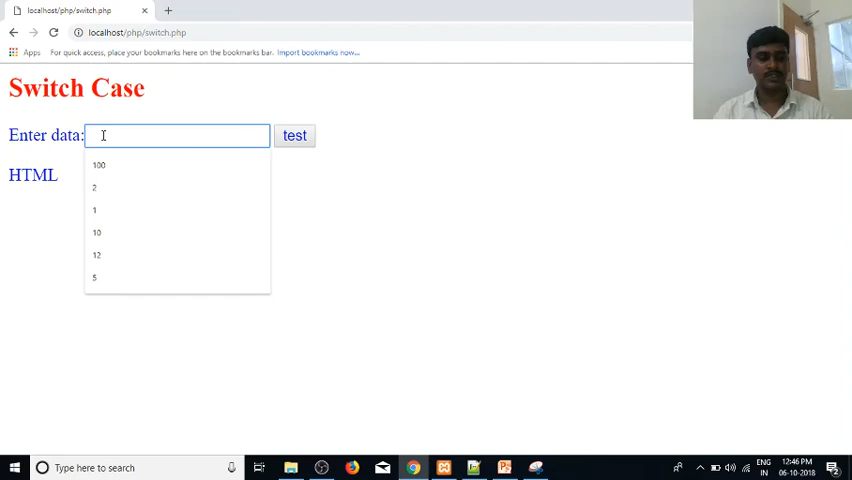 localhost/php/switch.php
localhost/php/switch.php
Apps For quick access, place your bookmarks here on the bookmarks bar. Import bookmarks now...
Switch Case
Enter data: test
100
HTML
2
1
10
12
5
Type here to search
ENG
IN
12:46 PM
06-10-2018
2